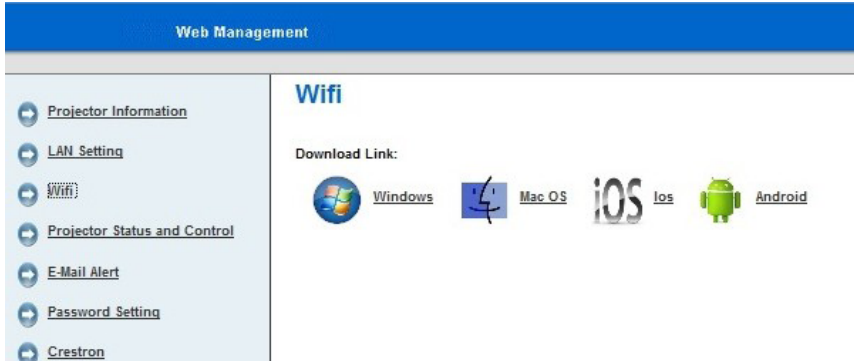 Web Management
Projector Information
LAN Setting
Wifi
Projector Status and Control
E-Mail Alert
Password Setting
Crestron
Wifi
Download Link:
Windows
Mac OS
iOS Ios
Android